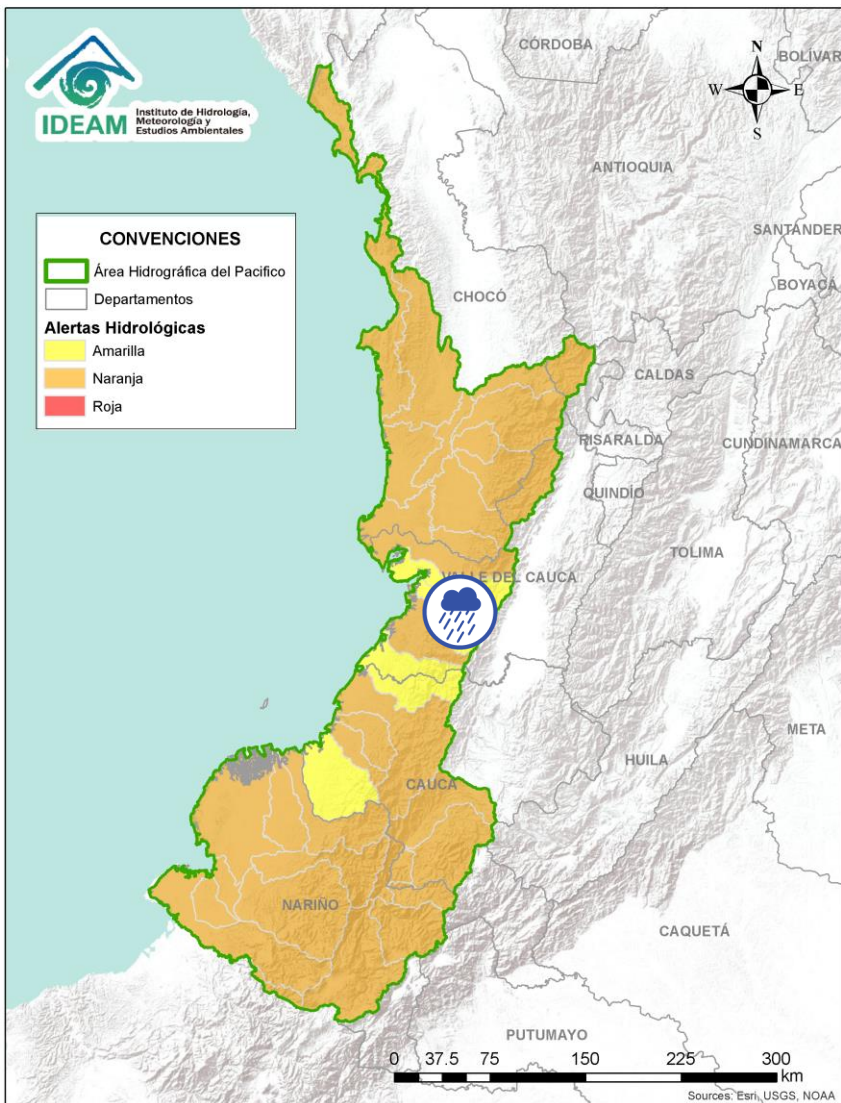 IDEAM
Instituto de Hidrología,
Meteorología y
Estudios Ambientales
CÓRDOBA
BOLÍVAR
N
W
E
S
ANTIOQUIA
SANTANDER
BOYACÁ
CONVENCIONES
Área Hidrográfica del Pacifico
Departamentos
Alertas Hidrológicas
Amarilla
Naranja
Roja
CHOCÓ
CALDAS
RISARALDA
CUNDINAMARCA
QUINDÍO
TOLIMA
VALLE DEL CAUCA
META
HUILA
CAUCA
NARIÑO
CAQUETÁ
PUTUMAYO
0 37.5 75 150 225 300
km
Sources: Esri, USGS, NOAA